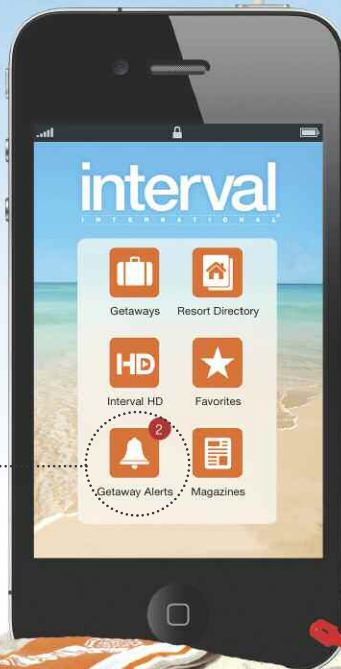 interval
INTERNATIONAL®
Getaways Resort Directory
HD
Interval HD Favorites
2
Getaway Alerts Magazines